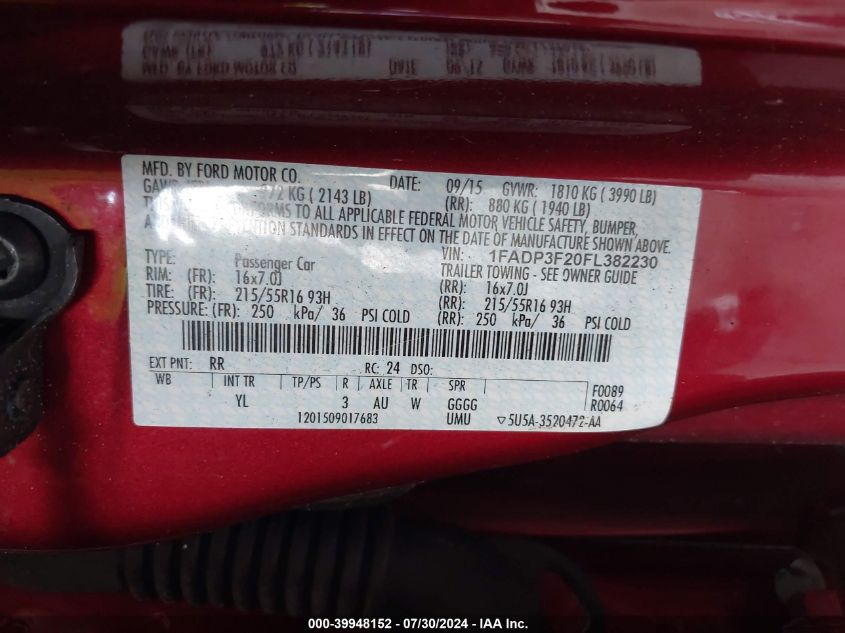 MFD. BY FORD MOTOR CO. DATE: 09/15 GVWR: 1810 KG ( 3990 LB)
2143 LB) (RR): 880 KG ( 1940 LB)
TO ALL APPLICABLE FEDERAL MOTOR VEHICLE SAFETY, BUMPER,
STANDARDS IN EFFECT ON THE DATE OF MANUFACTURE SHOWN ABOVE.
VIN: 1FADP3F20FL382230
TYPE: Passenger Car TRAILER TOWING - SEE OWNER GUIDE
RIM: (FR): 16x7.0J (RR): 16x7.0J
TIRE: (FR): 215/55R16 93H (RR): 215/55R16 93H
PRESSURE: (FR): 250 kPa/ 36 PSI COLD (RR): 250 kPa/ 36 PSI COLD
EXT PNT: RR RC: 24 DSO:
WB INT TR TP/PS R AXLE TR SPR F0089
YL 3 AU W GGGG R0064
1201509017683 UMU ▽5U5A-3520472-AA
000-39948152 - 07/30/2024 - IAA Inc.